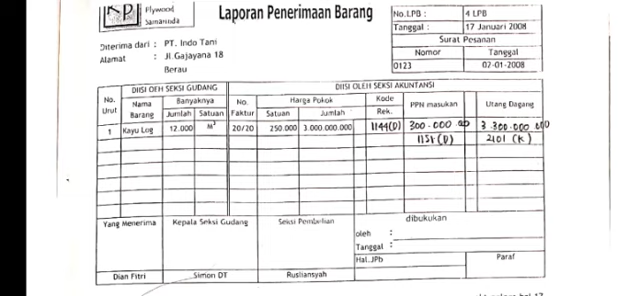 KP Plywood Samarinda
Laporan Penerimaan Barang
No.LPB : 4 LPB
Tanggal : 17 Januari 2008
Surat Pesanan
Nomor Tanggal
0123 02-01-2008
Diterima dari : PT. Indo Tani
Alamat : Jl.Gajayana 18
Berau
DIISI OEH SEKSI GUDANG DIISI OLEH SEKSI AKUNTANSI
No. Urut Nama Barang Banyaknya Jumlah Satuan No. Faktur Harga Pokok Satuan Jumlah Kode Rek. PPN masukan Utang Dagang
1 Kayu Log 12.000 M³ 20/20 250.000 3.000.000.000 1144(D) 300.000.00 3.300.000.000
1151(D) 2101 (K)
Yang Menerima Kepala Seksi Gudang Seksi Pembelian dibukukan
oleh :
Tanggal :
Hal.JPb Paraf
Dian Fitri Simon DT Rusliansyah